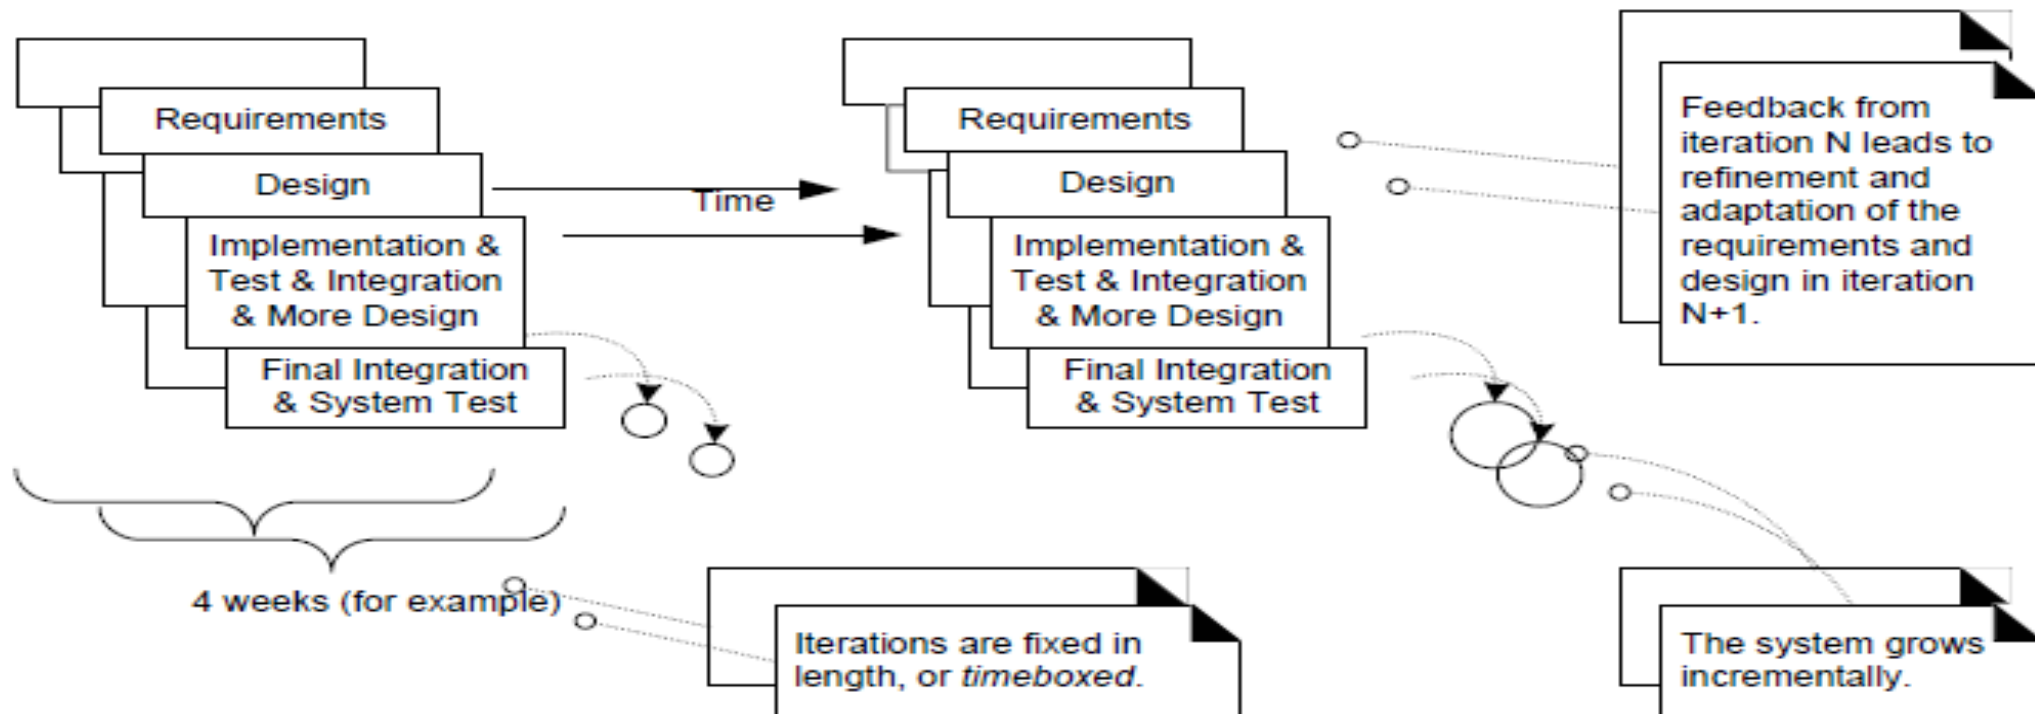 Requirements
Design
Implementation &
Test & Integration
& More Design
Final Integration
& System Test
Time
Requirements
Design
Implementation &
Test & Integration
& More Design
Final Integration
& System Test
Feedback from
iteration N leads to
refinement and
adaptation of the
requirements and
design in iteration
N+1.
4 weeks (for example)
Iterations are fixed in
length, or timeboxed.
The system grows
incrementally.